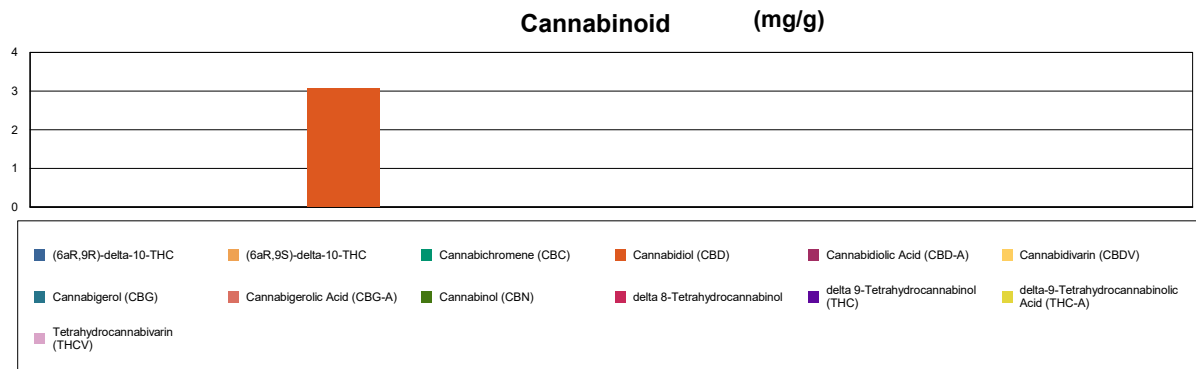 Cannabinoid (mg/g)
4
3
2
1
0
(6aR,9R)-delta-10-THC
(6aR,9S)-delta-10-THC
Cannabichromene (CBC)
Cannabidiol (CBD)
Cannabidiolic Acid (CBD-A)
Cannabidivarin (CBDV)
Cannabigerol (CBG)
Cannabigerolic Acid (CBG-A)
Cannabinol (CBN)
delta 8-Tetrahydrocannabinol
delta 9-Tetrahydrocannabinol
(THC)
delta-9-Tetrahydrocannabinolic
Acid (THC-A)
Tetrahydrocannabivarin
(THCV)